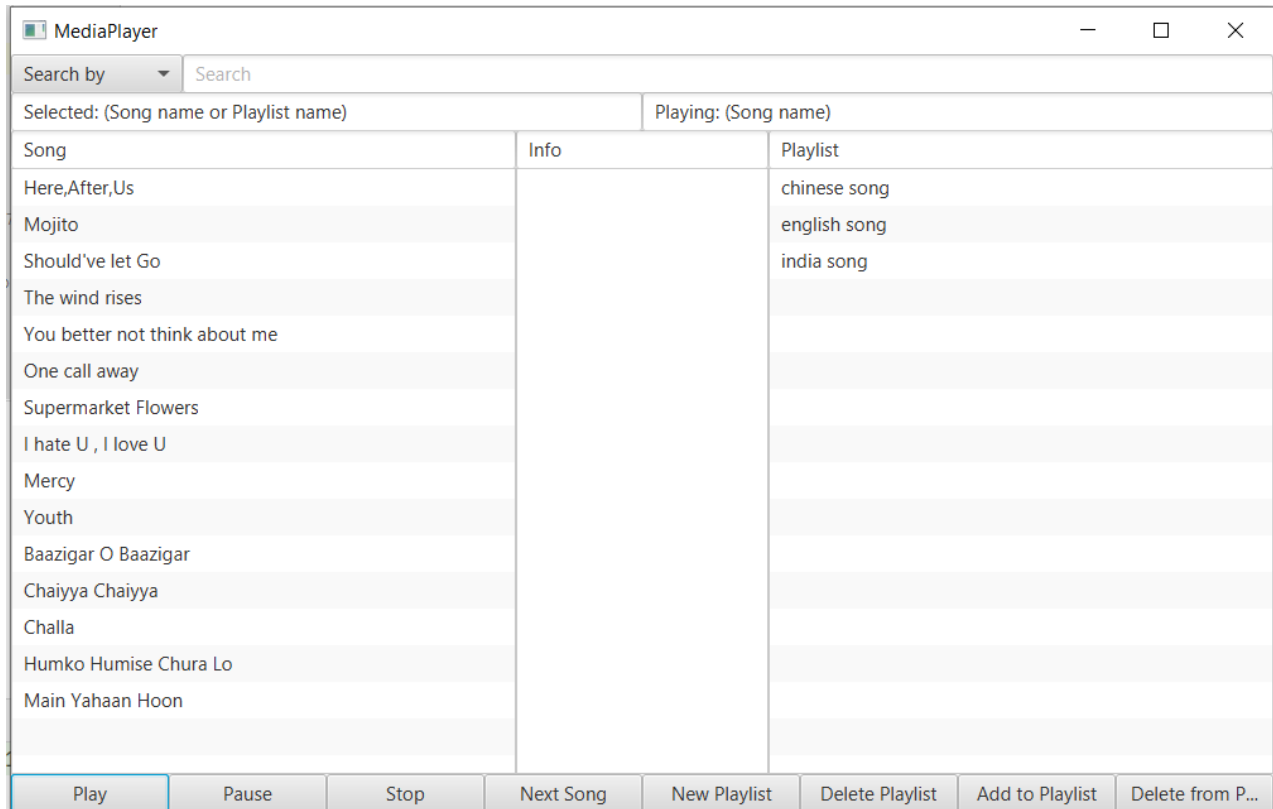 MediaPlayer
Search by Search
Selected: (Song name or Playlist name) Playing: (Song name)
Song Info Playlist
Here,After,Us chinese song
Mojito english song
Should've let Go india song
The wind rises
You better not think about me
One call away
Supermarket Flowers
I hate U , I love U
Mercy
Youth
Baazigar O Baazigar
Chaiyya Chaiyya
Challa
Humko Humise Chura Lo
Main Yahaan Hoon
Play Pause Stop Next Song New Playlist Delete Playlist Add to Playlist Delete from P...